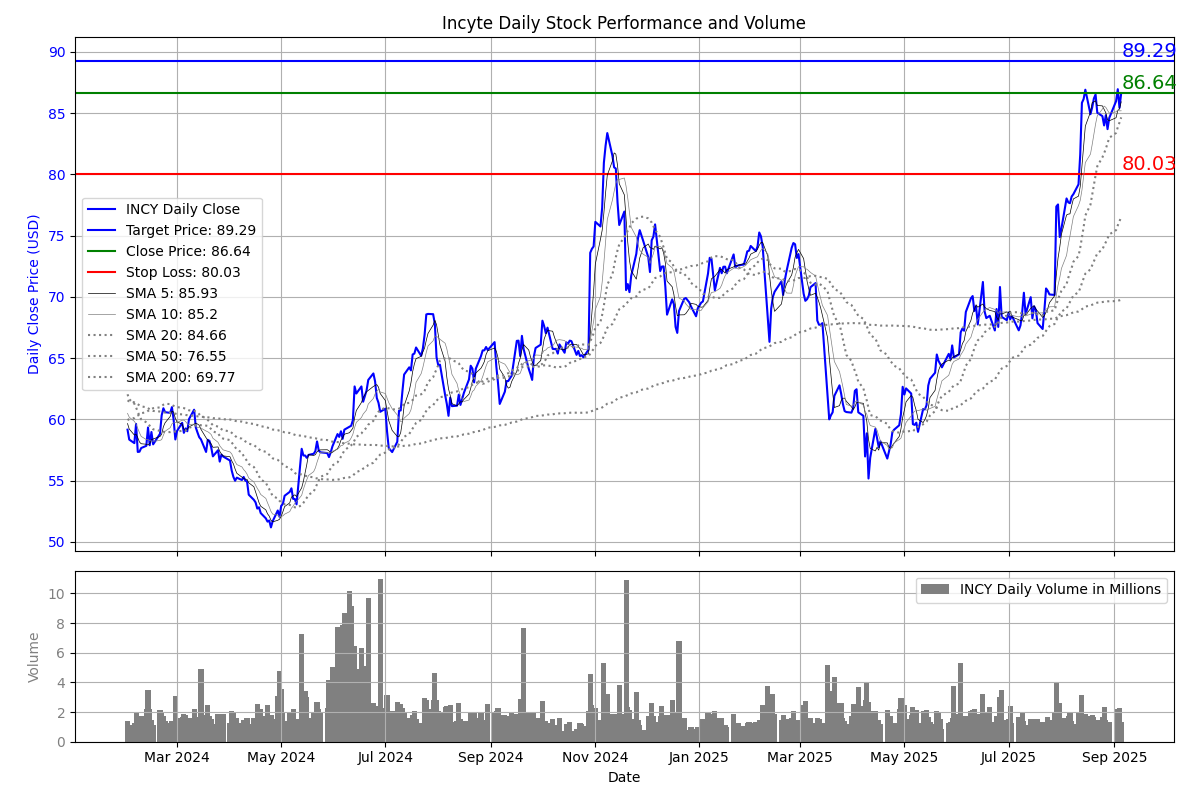 Incyte Daily Stock Performance and Volume
89.29
86.64
80.03
90
85
80
75
70
65
60
55
50
Daily Close Price (USD)
INCY Daily Close
Target Price: 89.29
Close Price: 86.64
Stop Loss: 80.03
SMA 5: 85.93
SMA 10: 85.2
SMA 20: 84.66
SMA 50: 76.55
SMA 200: 69.77
INCY Daily Volume in Millions
10
8
6
4
2
0
Volume
Mar 2024
May 2024
Jul 2024
Sep 2024
Nov 2024
Jan 2025
Mar 2025
May 2025
Jul 2025
Sep 2025
Date